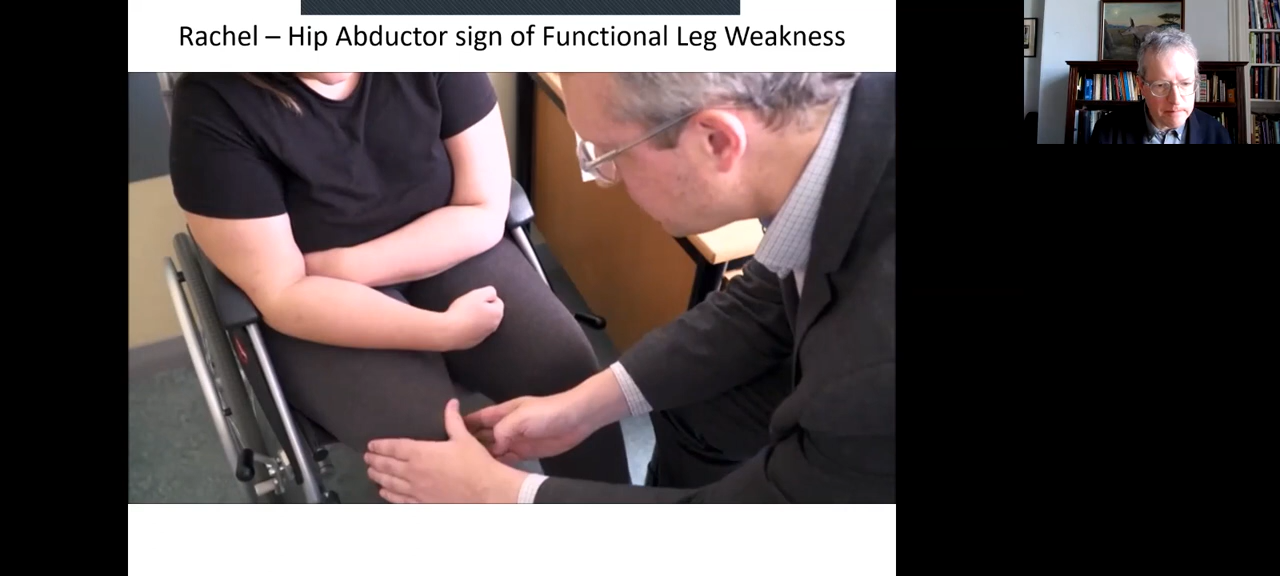 Rachel – Hip Abductor sign of Functional Leg Weakness